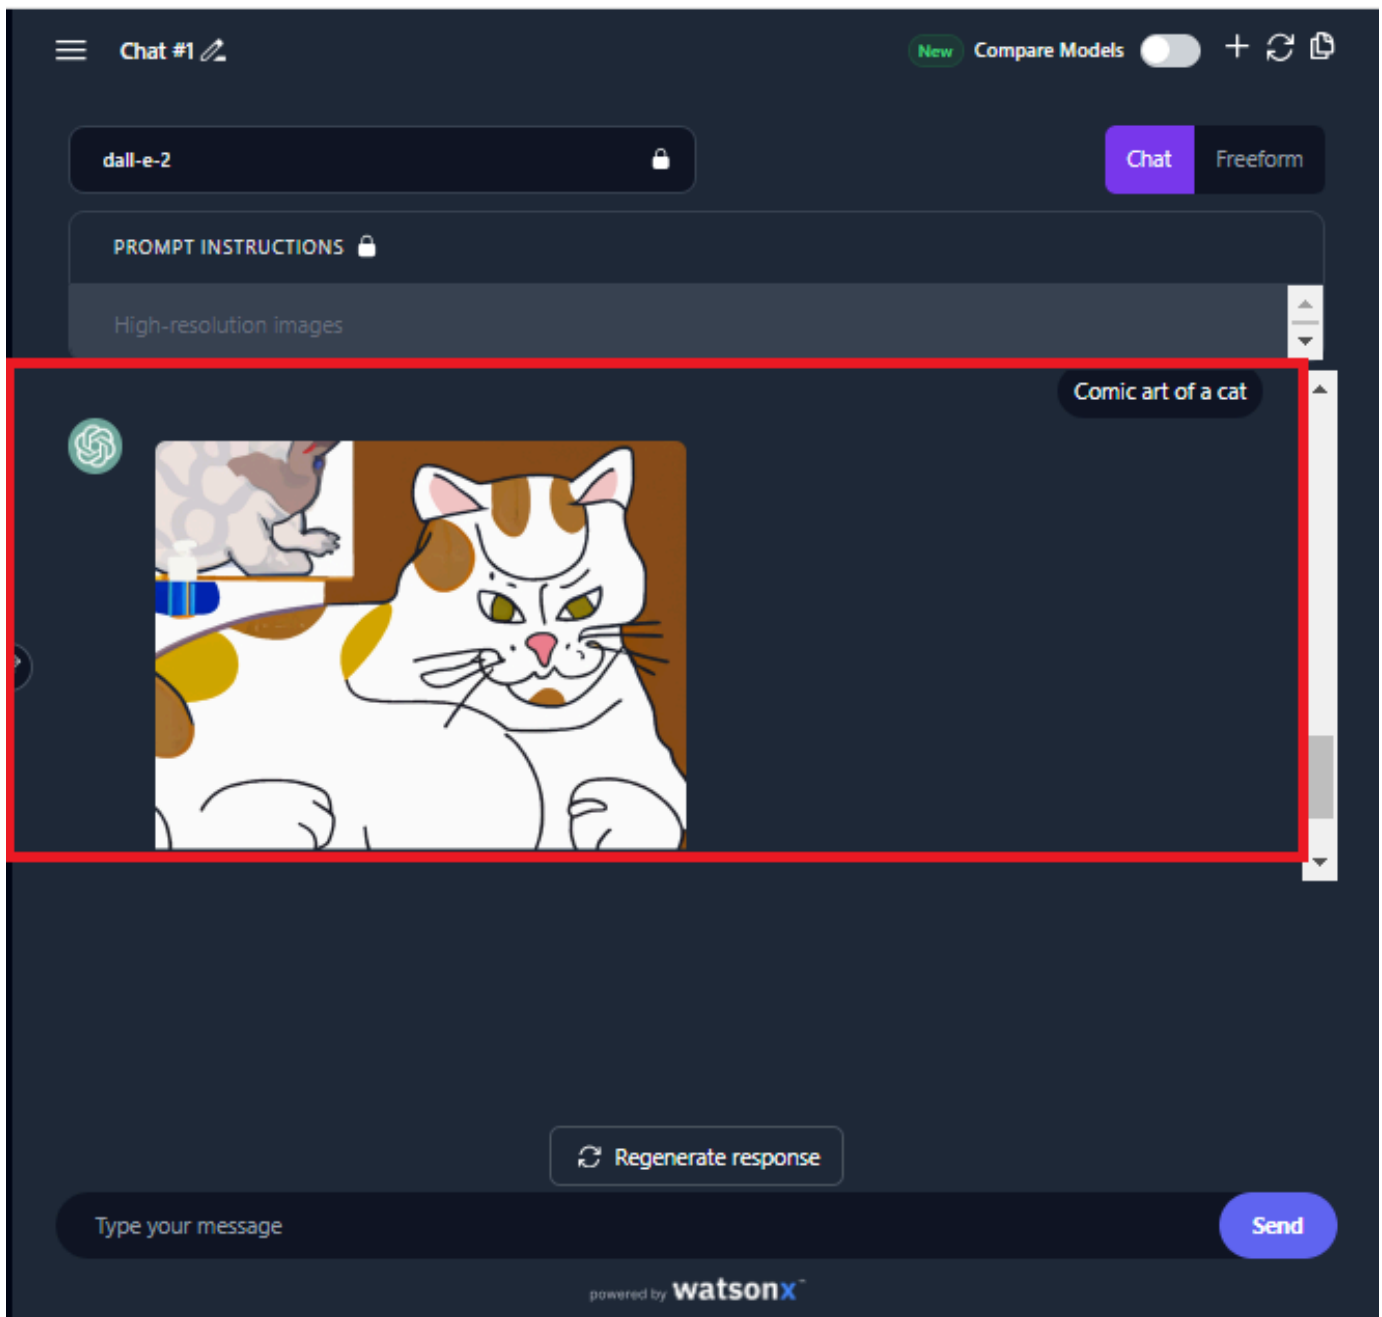 Chat #1
New Compare Models
dall-e-2
Chat Freeform
PROMPT INSTRUCTIONS
High-resolution images
Comic art of a cat
Regenerate response
Type your message
Send
powered by watsonx™